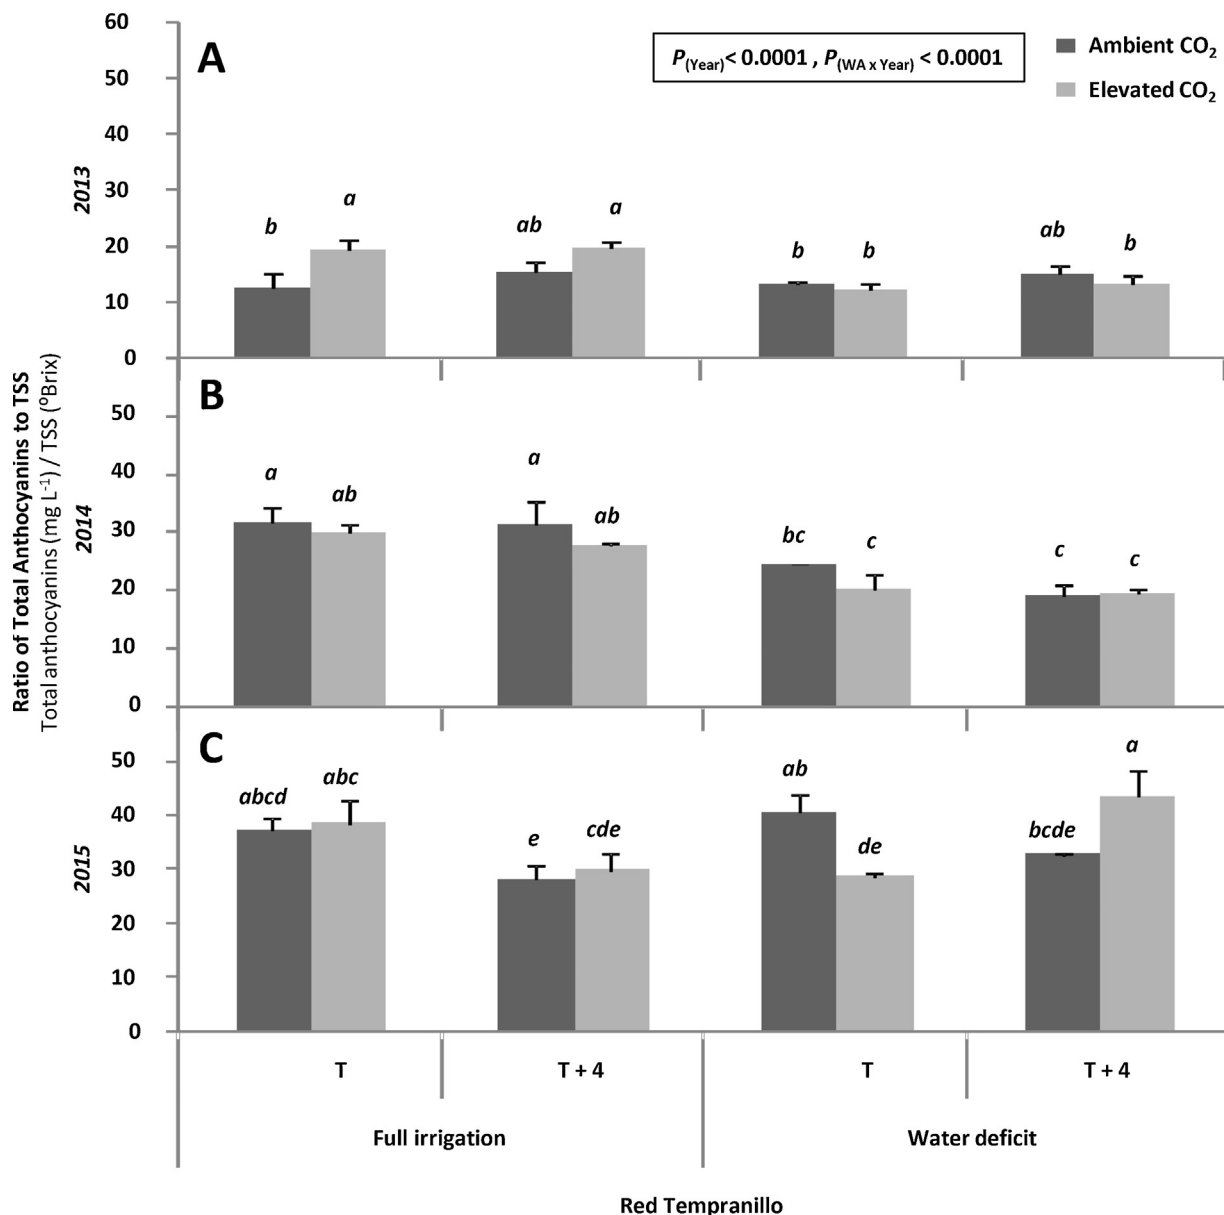 A
P(Year)< 0.0001 , P(WA x Year) < 0.0001
Ambient CO2
Elevated CO2
60
50
40
30
20
10
0
2013
b
a
ab
a
b
b
ab
b
Ratio of Total Anthocyanins to TSS
Total anthocyanins (mg L-1) / TSS (ºBrix)
B
50
40
30
20
10
0
2014
a
ab
a
ab
bc
c
c
c
C
50
40
30
20
10
0
2015
abcd
abc
e
cde
ab
de
bcde
a
T
T + 4
T
T + 4
Full irrigation
Water deficit
Red Tempranillo